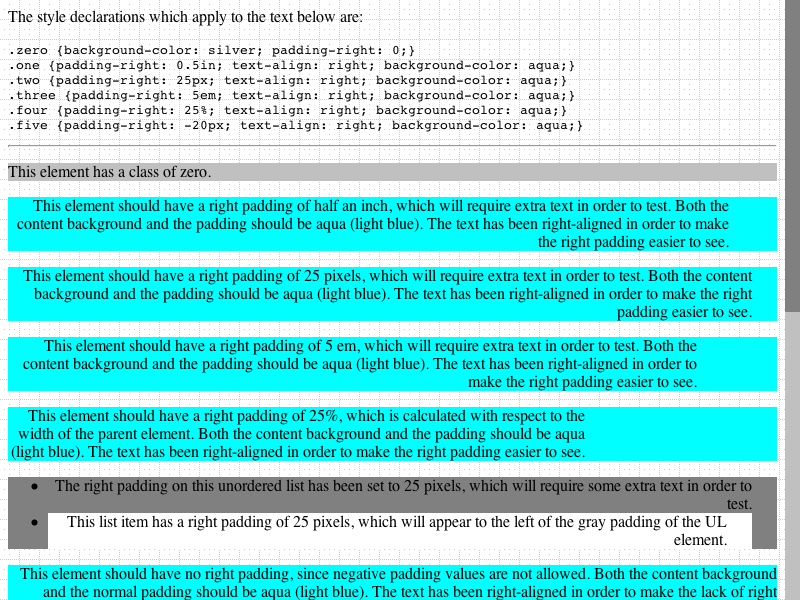 The style declarations which apply to the text below are:
.zero {background-color: silver; padding-right: 0;}
.one {padding-right: 0.5in; text-align: right; background-color: aqua;}
.two {padding-right: 25px; text-align: right; background-color: aqua;}
.three {padding-right: 5em; text-align: right; background-color: aqua;}
.four {padding-right: 25%; text-align: right; background-color: aqua;}
.five {padding-right: -20px; text-align: right; background-color: aqua;}
This element has a class of zero.
This element should have a right padding of half an inch, which will require extra text in order to test. Both the
content background and the padding should be aqua (light blue). The text has been right-aligned in order to make
the right padding easier to see.
This element should have a right padding of 25 pixels, which will require extra text in order to test. Both the content
background and the padding should be aqua (light blue). The text has been right-aligned in order to make the right
padding easier to see.
This element should have a right padding of 5 em, which will require extra text in order to test. Both the
content background and the padding should be aqua (light blue). The text has been right-aligned in order to
make the right padding easier to see.
This element should have a right padding of 25%, which is calculated with respect to the
width of the parent element. Both the content background and the padding should be aqua
(light blue). The text has been right-aligned in order to make the right padding easier to see.
• The right padding on this unordered list has been set to 25 pixels, which will require some extra text in order to
test.
• This list item has a right padding of 25 pixels, which will appear to the left of the gray padding of the UL
element.
This element should have no right padding, since negative padding values are not allowed. Both the content background
and the normal padding should be aqua (light blue). The text has been right-aligned in order to make the lack of right